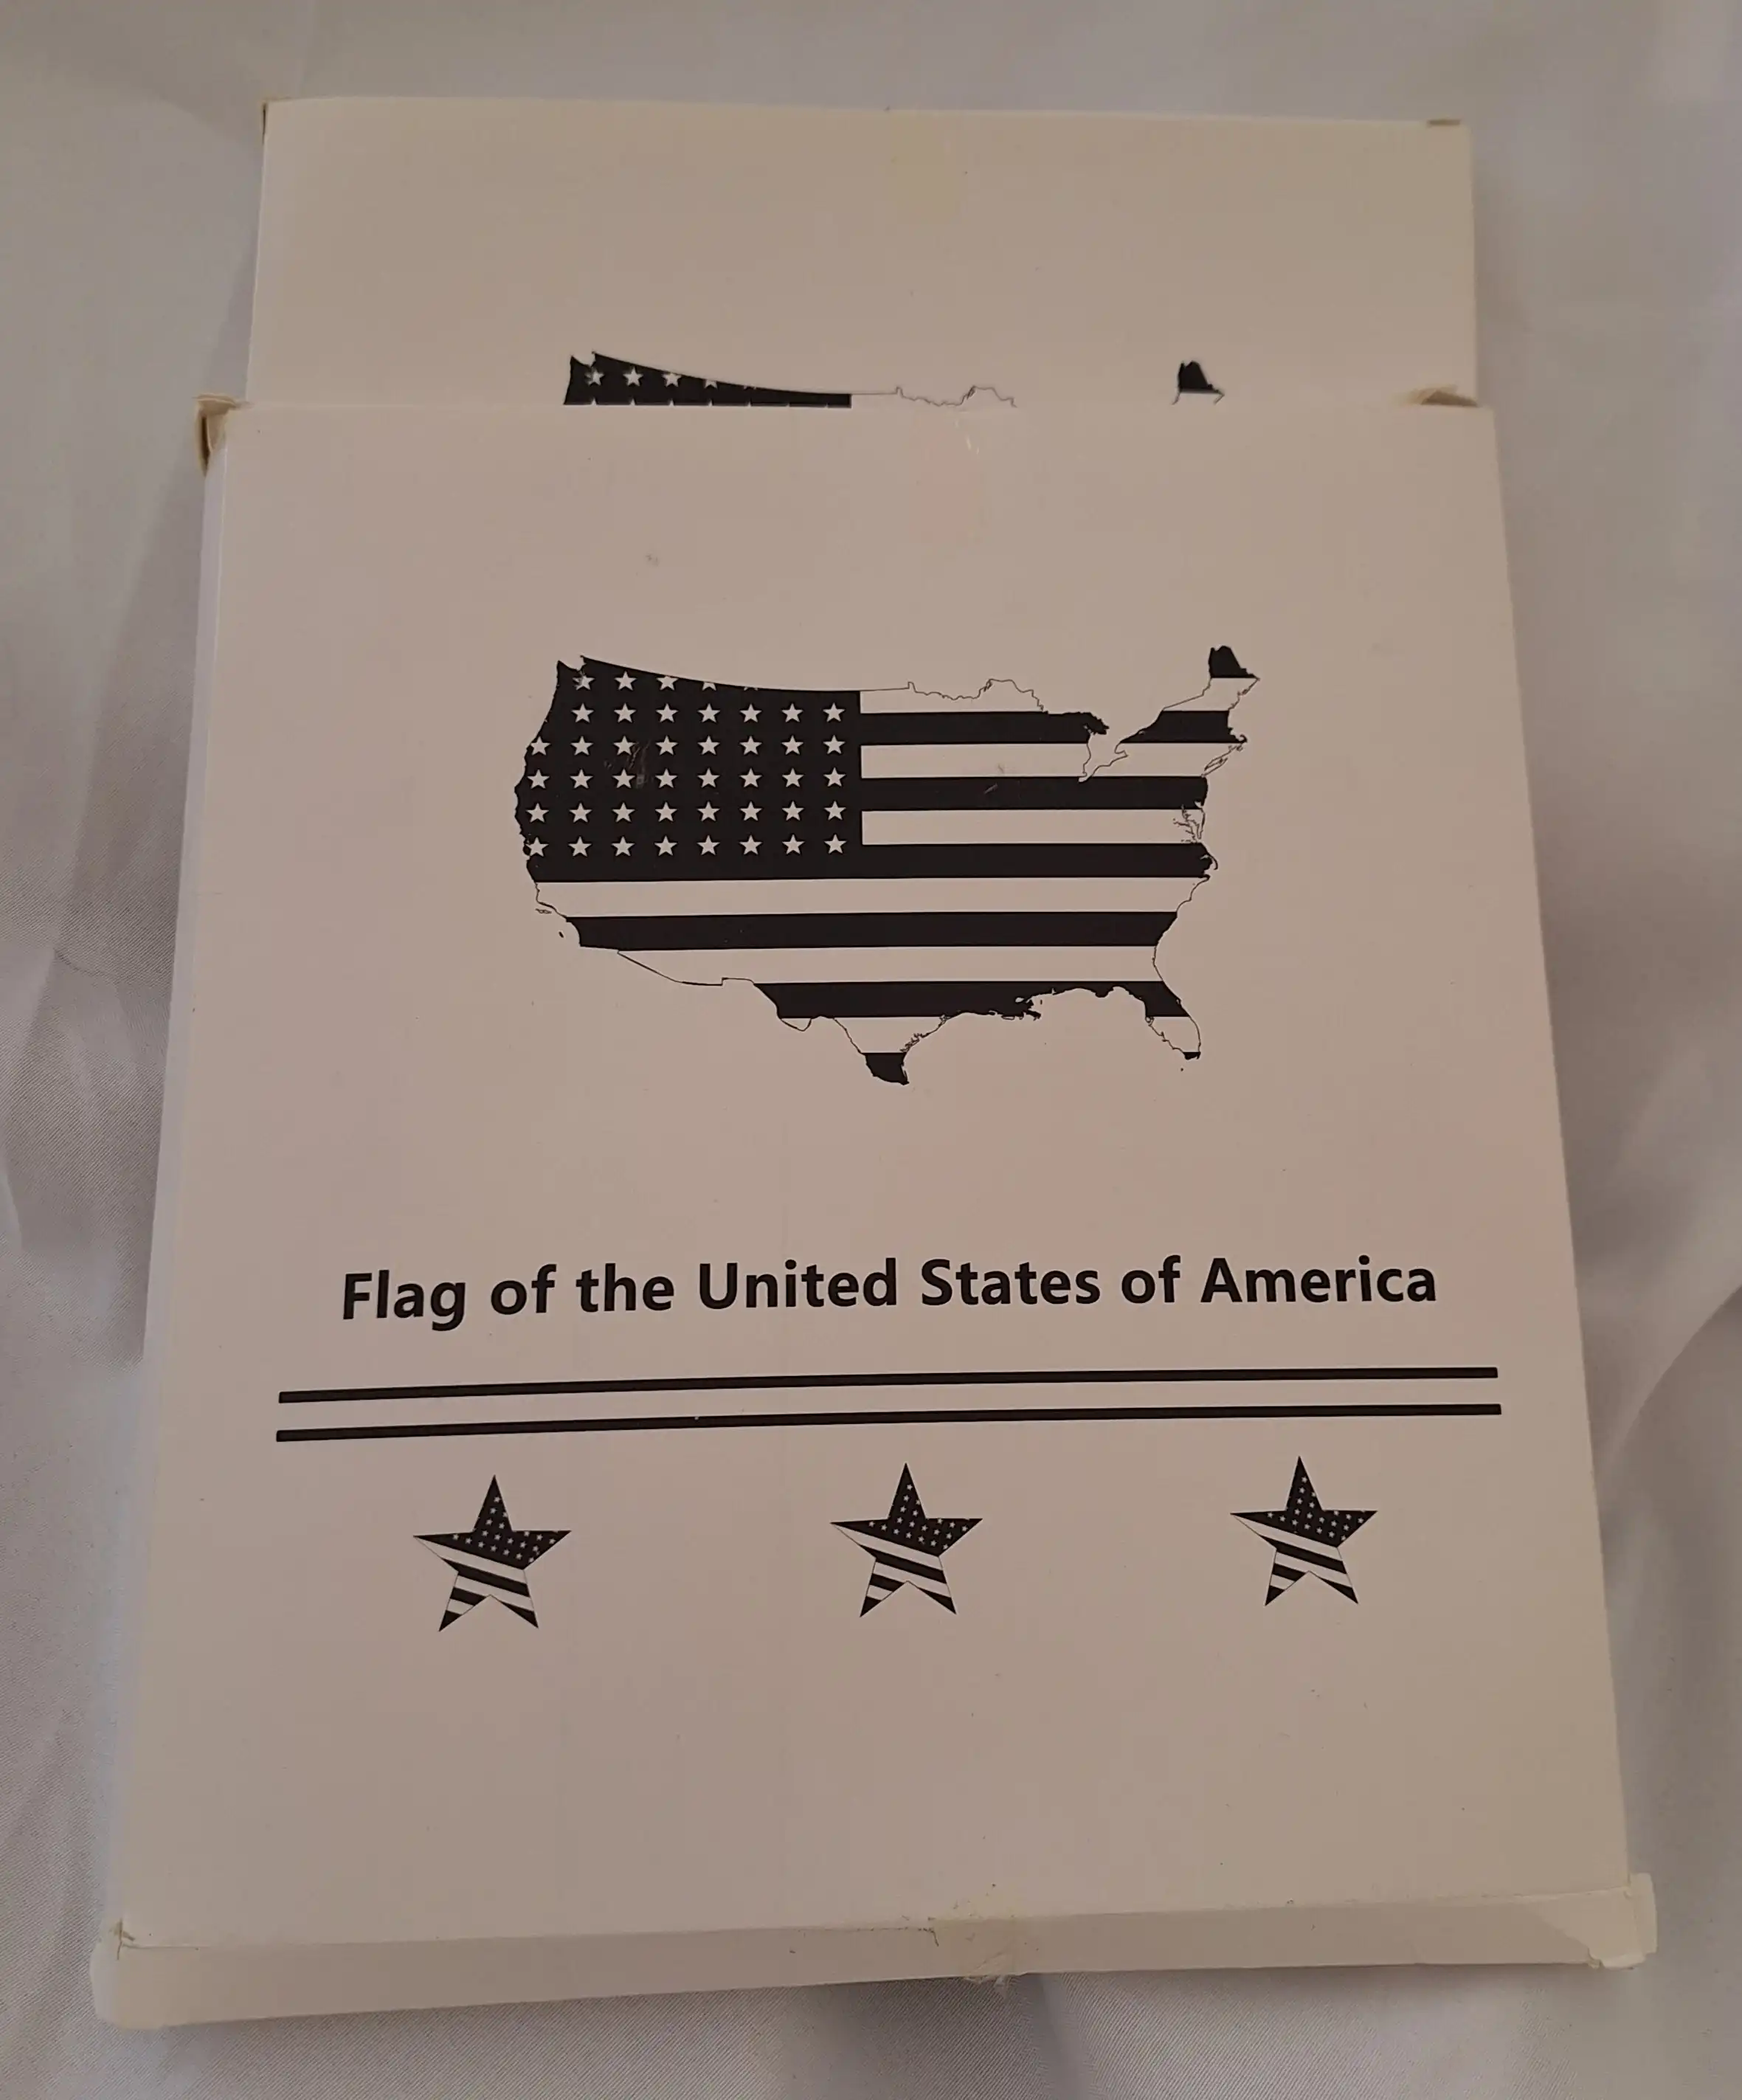 Flag of the United States of America